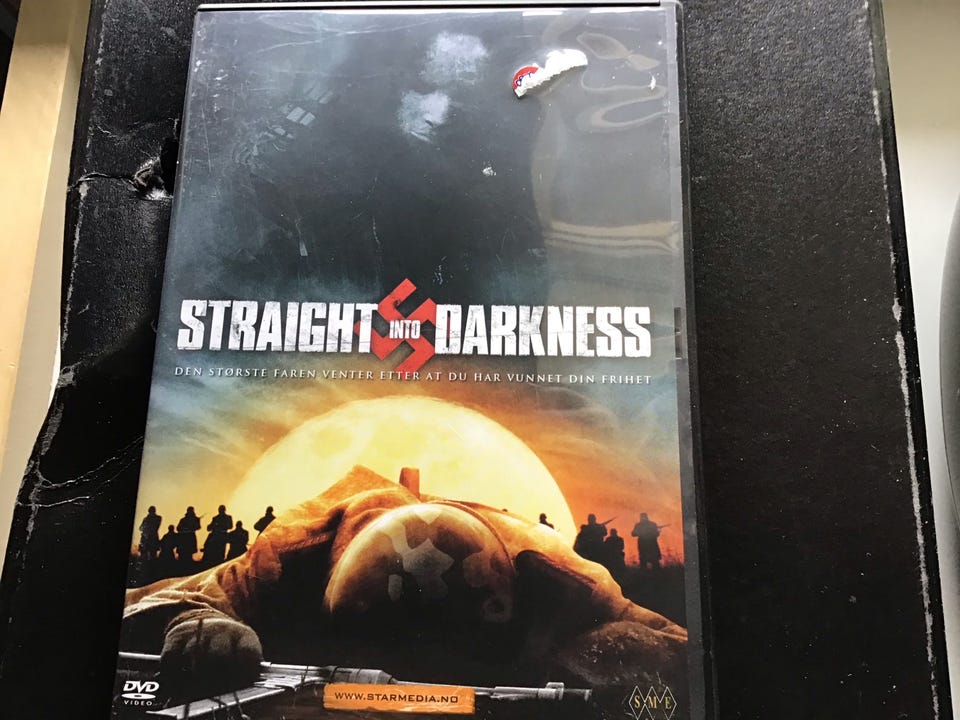 STRAIGHT INTO DARKNESS
DEN STØRSTE FAREN VENTER ETTER AT DU HAR VUNNET DIN FRIHET
DVD
VIDEO
WWW.STARMEDIA.NO
SME